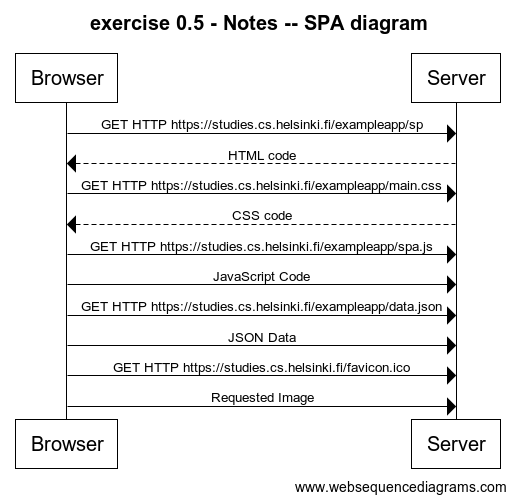 exercise 0.5 - Notes -- SPA diagram
Browser
Server
GET HTTP https://studies.cs.helsinki.fi/exampleapp/sp
HTML code
GET HTTP https://studies.cs.helsinki.fi/exampleapp/main.css
CSS code
GET HTTP https://studies.cs.helsinki.fi/exampleapp/spa.js
JavaScript Code
GET HTTP https://studies.cs.helsinki.fi/exampleapp/data.json
JSON Data
GET HTTP https://studies.cs.helsinki.fi/favicon.ico
Requested Image
Browser
Server
www.websequencediagrams.com